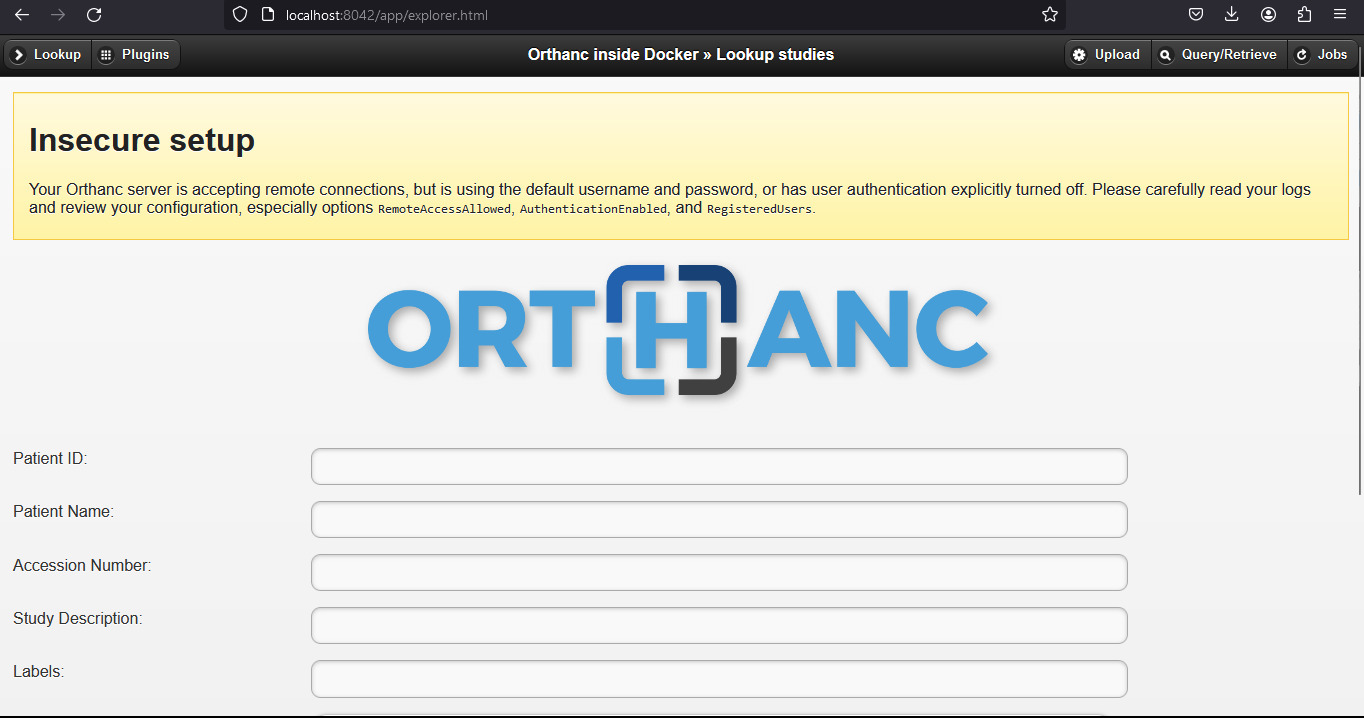 localhost:8042/app/explorer.html
Lookup Plugins Orthanc inside Docker » Lookup studies Upload Query/Retrieve Jobs
Insecure setup
Your Orthanc server is accepting remote connections, but is using the default username and password, or has user authentication explicitly turned off. Please carefully read your logs
and review your configuration, especially options RemoteAccessAllowed, AuthenticationEnabled, and RegisteredUsers.
ORTHANC
Patient ID:
Patient Name:
Accession Number:
Study Description:
Labels: